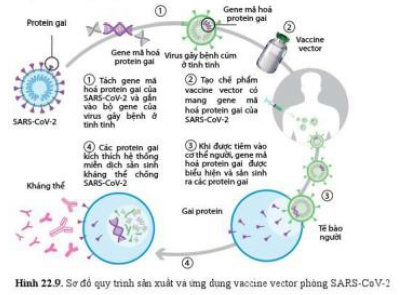 ①
Protein gai
Gene mã hoá
protein gai
②
Vaccine
vector
Gene mã hoá
protein gai
Virus gây bệnh cúm
ở tinh tinh
SARS-CoV-2
① Tách gene mã
hoá protein gai của
SARS-CoV-2 và gắn
vào bộ gene của
virus gây bệnh ở
tinh tinh
② Tạo chế phẩm
vaccine vector có
mang gene mã
hoá protein gai
của SARS-CoV-2
④ Các protein gai
kích thích hệ thống
miễn dịch sản sinh
kháng thể chống
SARS-CoV-2
③ Khi được tiêm vào
cơ thể người, gene mã
hoá protein gai được
biểu hiện và sản sinh
ra các protein gai
Kháng thể
Gai protein
③
Tế bào
người
④
Hình 22.9. Sơ đồ quy trình sản xuất và ứng dụng vaccine vector phòng SARS-CoV-2